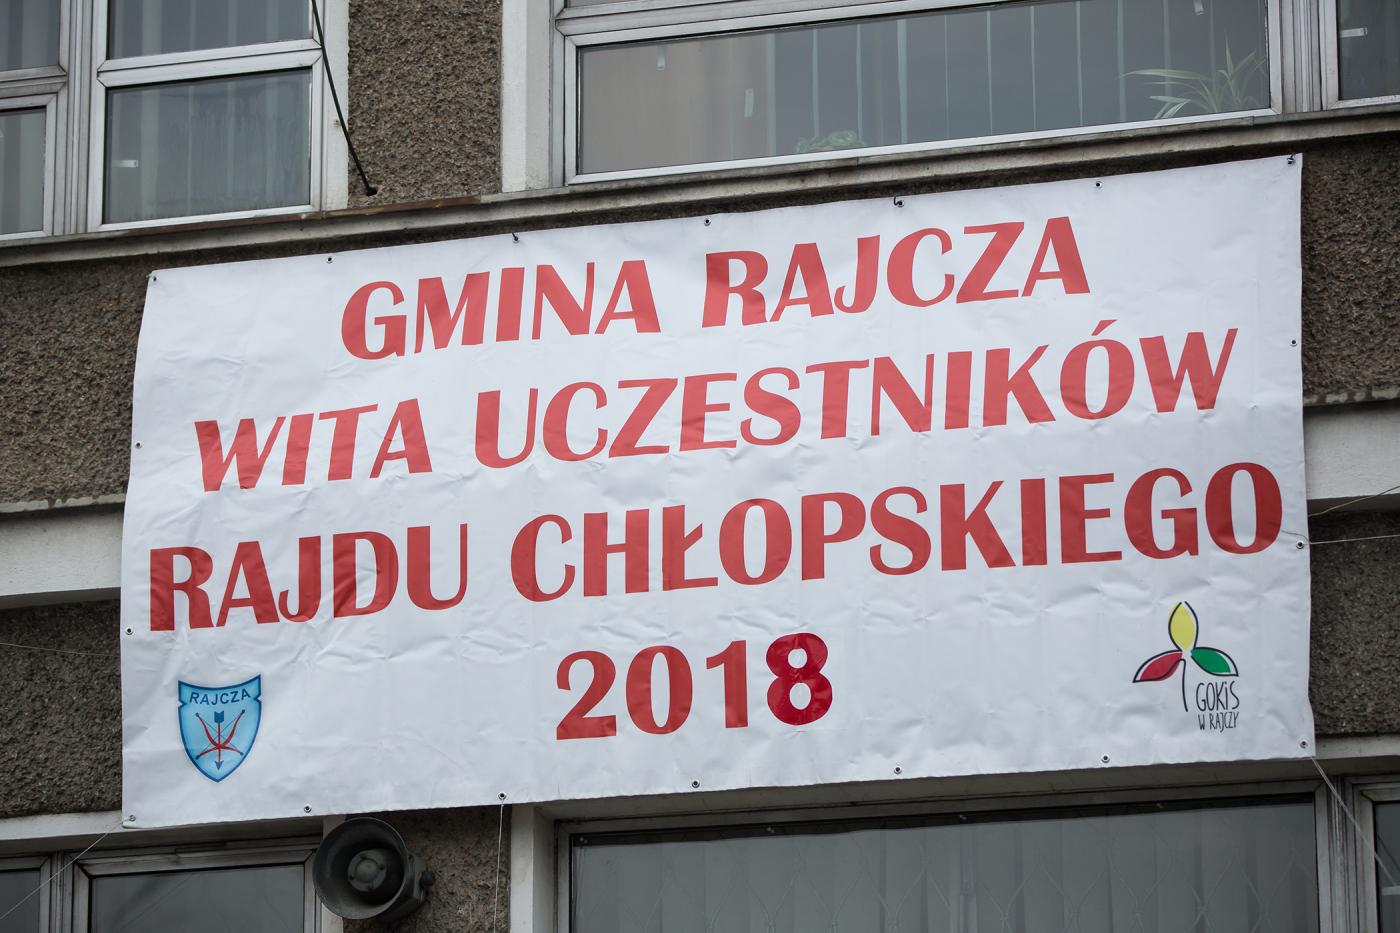 GMINA RAJCZA
WITA UCZESTNIKÓW
RAJDU CHŁOPSKIEGO
2018
RAJCZA
GOKiS
W RAJCZY